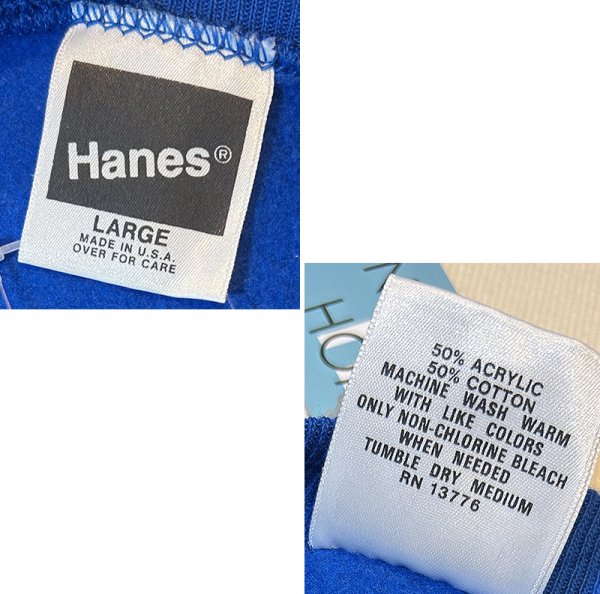 Hanes®
LARGE
MADE IN U.S.A.
OVER FOR CARE
HO
50% ACRYLIC
50% COTTON
MACHINE WASH WARM
WITH LIKE COLORS
ONLY NON-CHLORINE BLEACH
WHEN NEEDED
TUMBLE DRY MEDIUM
RN 13776